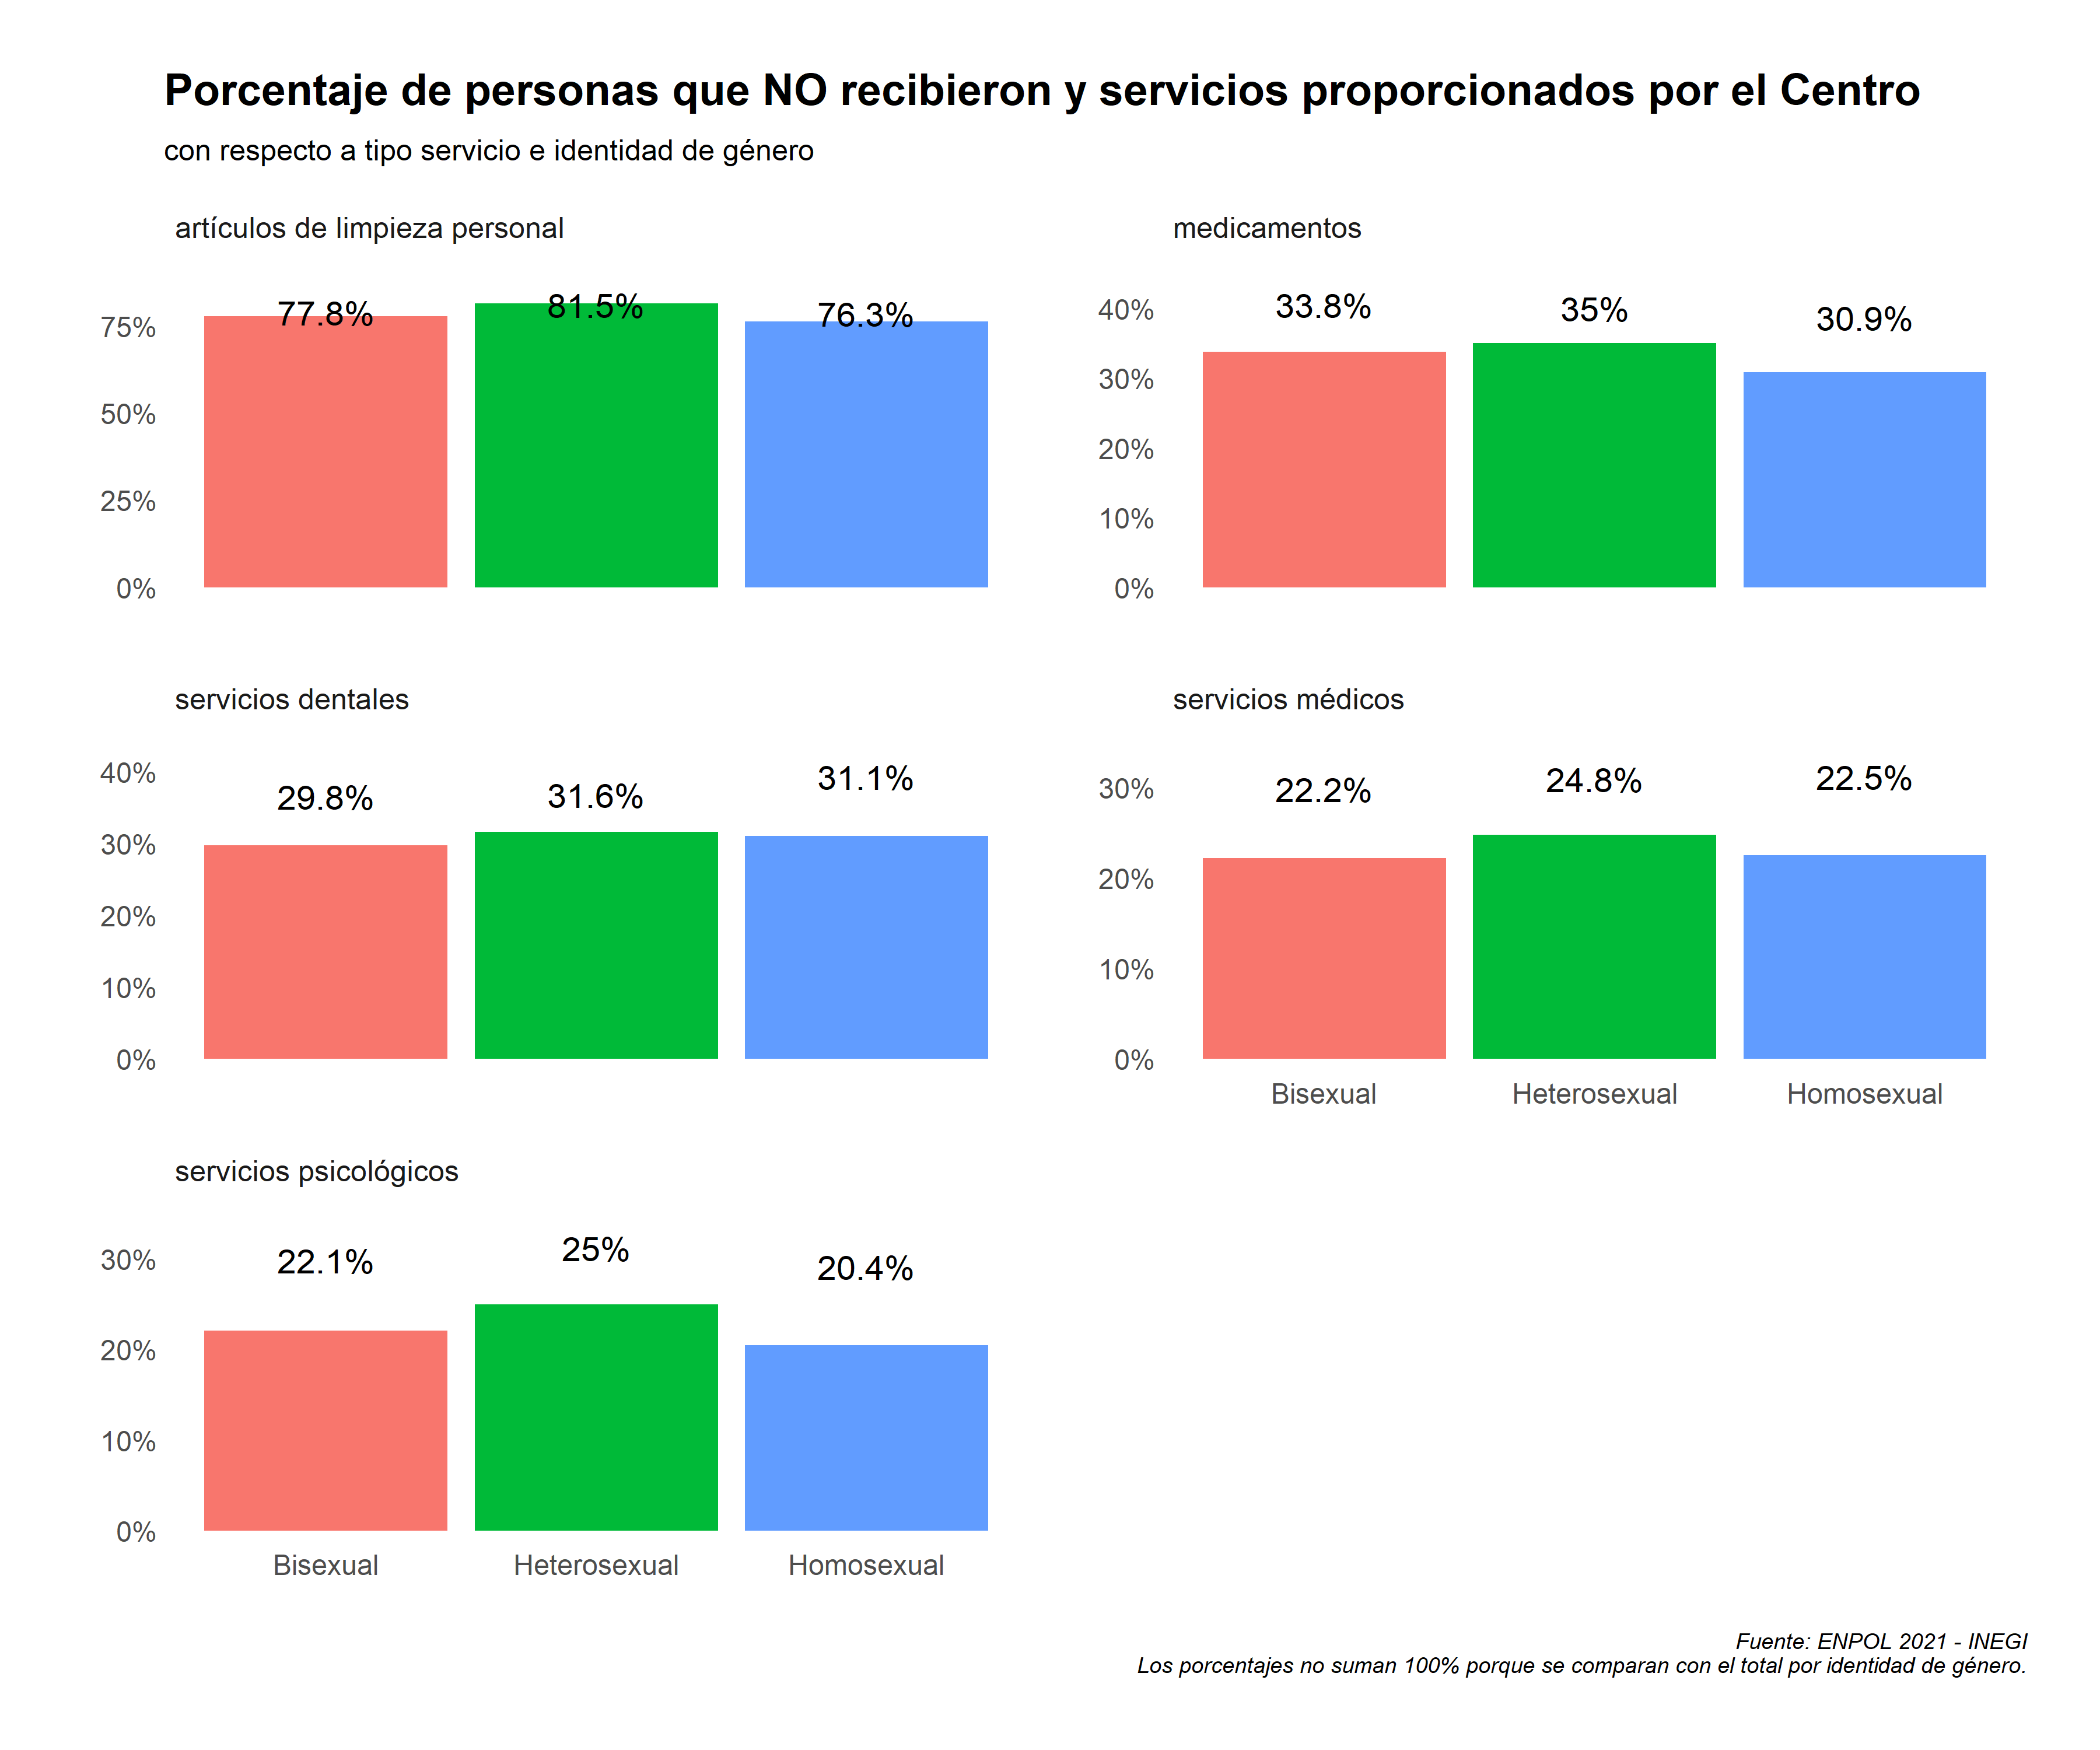 Porcentaje de personas que NO recibieron y servicios proporcionados por el Centro
con respecto a tipo servicio e identidad de género
artículos de limpieza personal
77.8%
81.5%
76.3%
75%
50%
25%
0%
medicamentos
33.8%
35%
30.9%
40%
30%
20%
10%
0%
servicios dentales
29.8%
31.6%
31.1%
40%
30%
20%
10%
0%
servicios médicos
22.2%
24.8%
22.5%
30%
20%
10%
0%
Bisexual
Heterosexual
Homosexual
servicios psicológicos
22.1%
25%
20.4%
30%
20%
10%
0%
Bisexual
Heterosexual
Homosexual
Fuente: ENPOL 2021 - INEGI
Los porcentajes no suman 100% porque se comparan con el total por identidad de género.